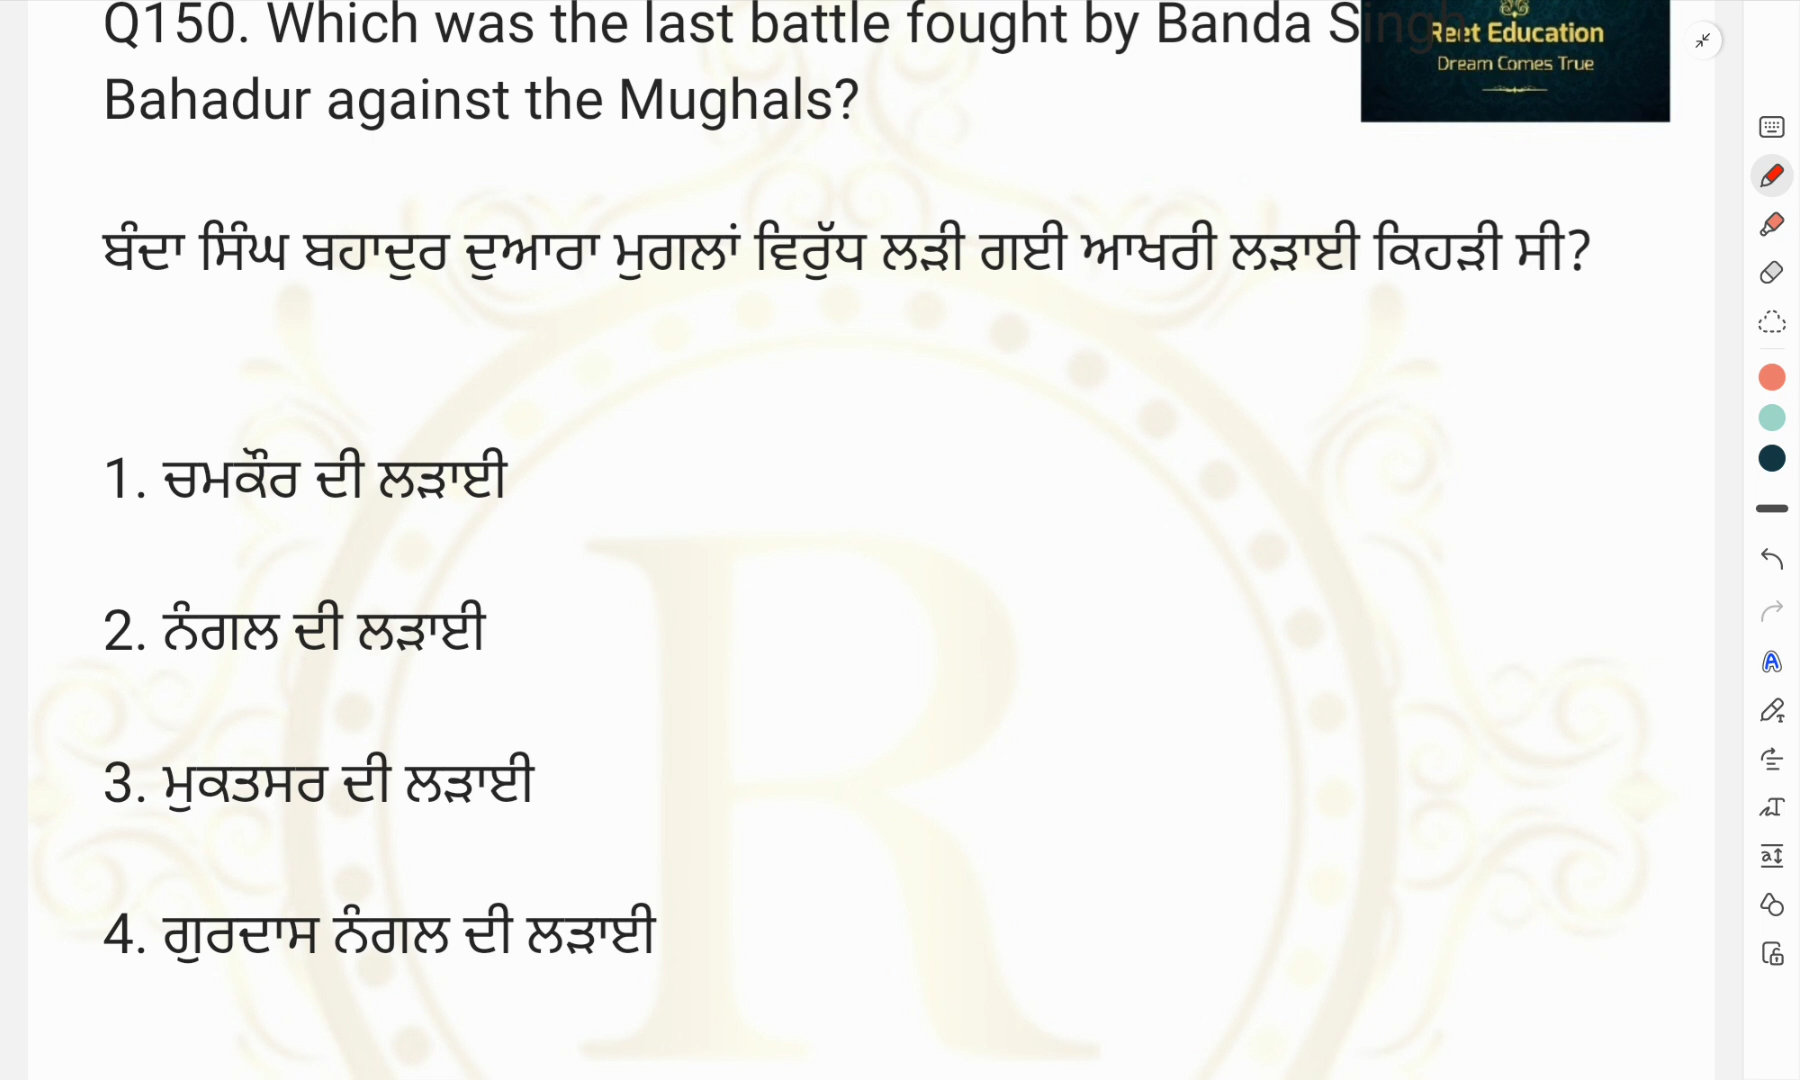 Q150. Which was the last battle fought by Banda Singh
Reet Education
Dream Comes True
Bahadur against the Mughals?
ਬੰਦਾ ਸਿੰਘ ਬਹਾਦੁਰ ਦੁਆਰਾ ਮੁਗਲਾਂ ਵਿਰੁੱਧ ਲੜੀ ਗਈ ਆਖਰੀ ਲੜਾਈ ਕਿਹੜੀ ਸੀ?
1. ਚਮਕੌਰ ਦੀ ਲੜਾਈ
2. ਨੰਗਲ ਦੀ ਲੜਾਈ
3. ਮੁਕਤਸਰ ਦੀ ਲੜਾਈ
4. ਗੁਰਦਾਸ ਨੰਗਲ ਦੀ ਲੜਾਈ
R